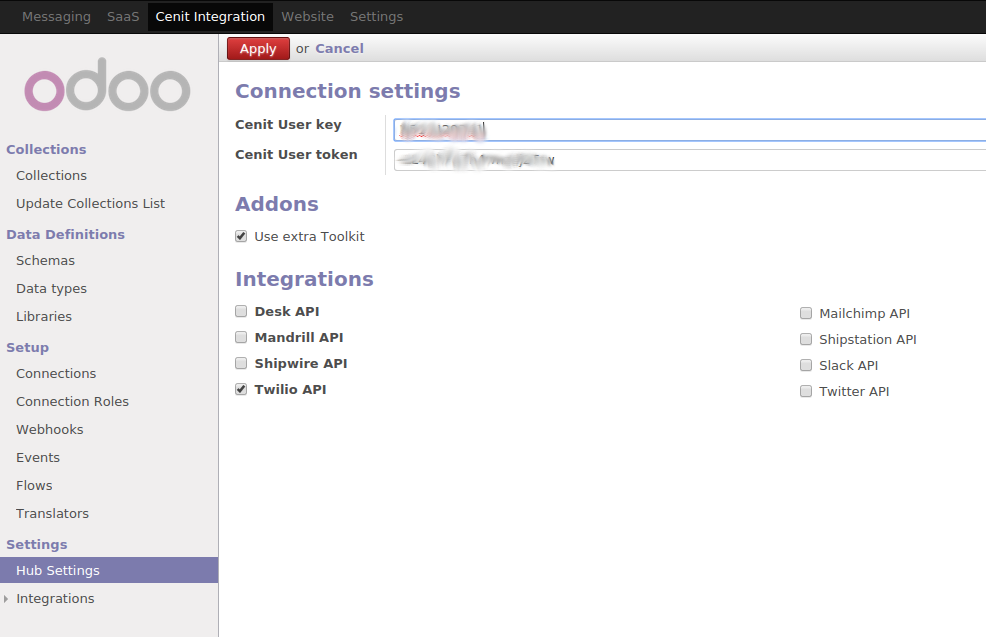 Messaging SaaS Cenit Integration Website Settings
odoo
Collections
Collections
Update Collections List
Data Definitions
Schemas
Data types
Libraries
Setup
Connections
Connection Roles
Webhooks
Events
Flows
Translators
Settings
Hub Settings
Integrations
Apply or Cancel
Connection settings
Cenit User key
Cenit User token
Addons
Use extra Toolkit
Integrations
Desk API
Mandrill API
Shipwire API
Twilio API
Mailchimp API
Shipstation API
Slack API
Twitter API